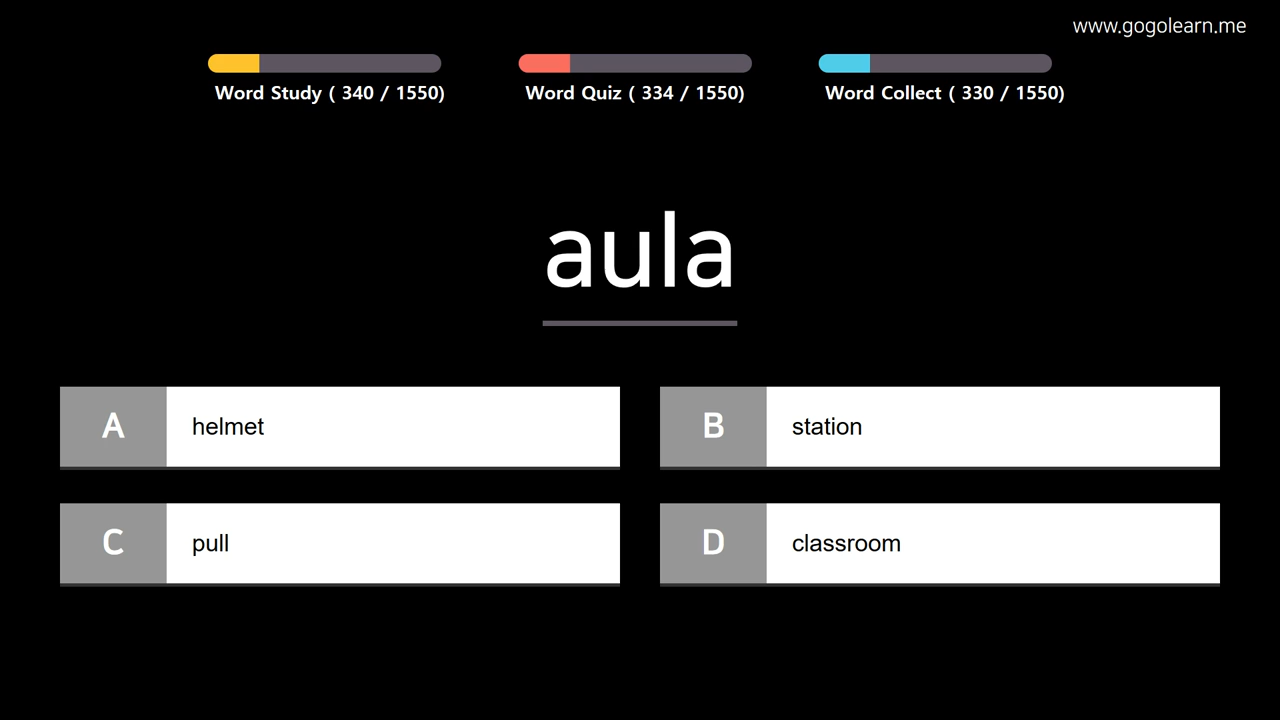 www.gogolearn.me
Word Study ( 340 / 1550)
Word Quiz ( 334 / 1550)
Word Collect ( 330 / 1550)
aula
A helmet
B station
C pull
D classroom